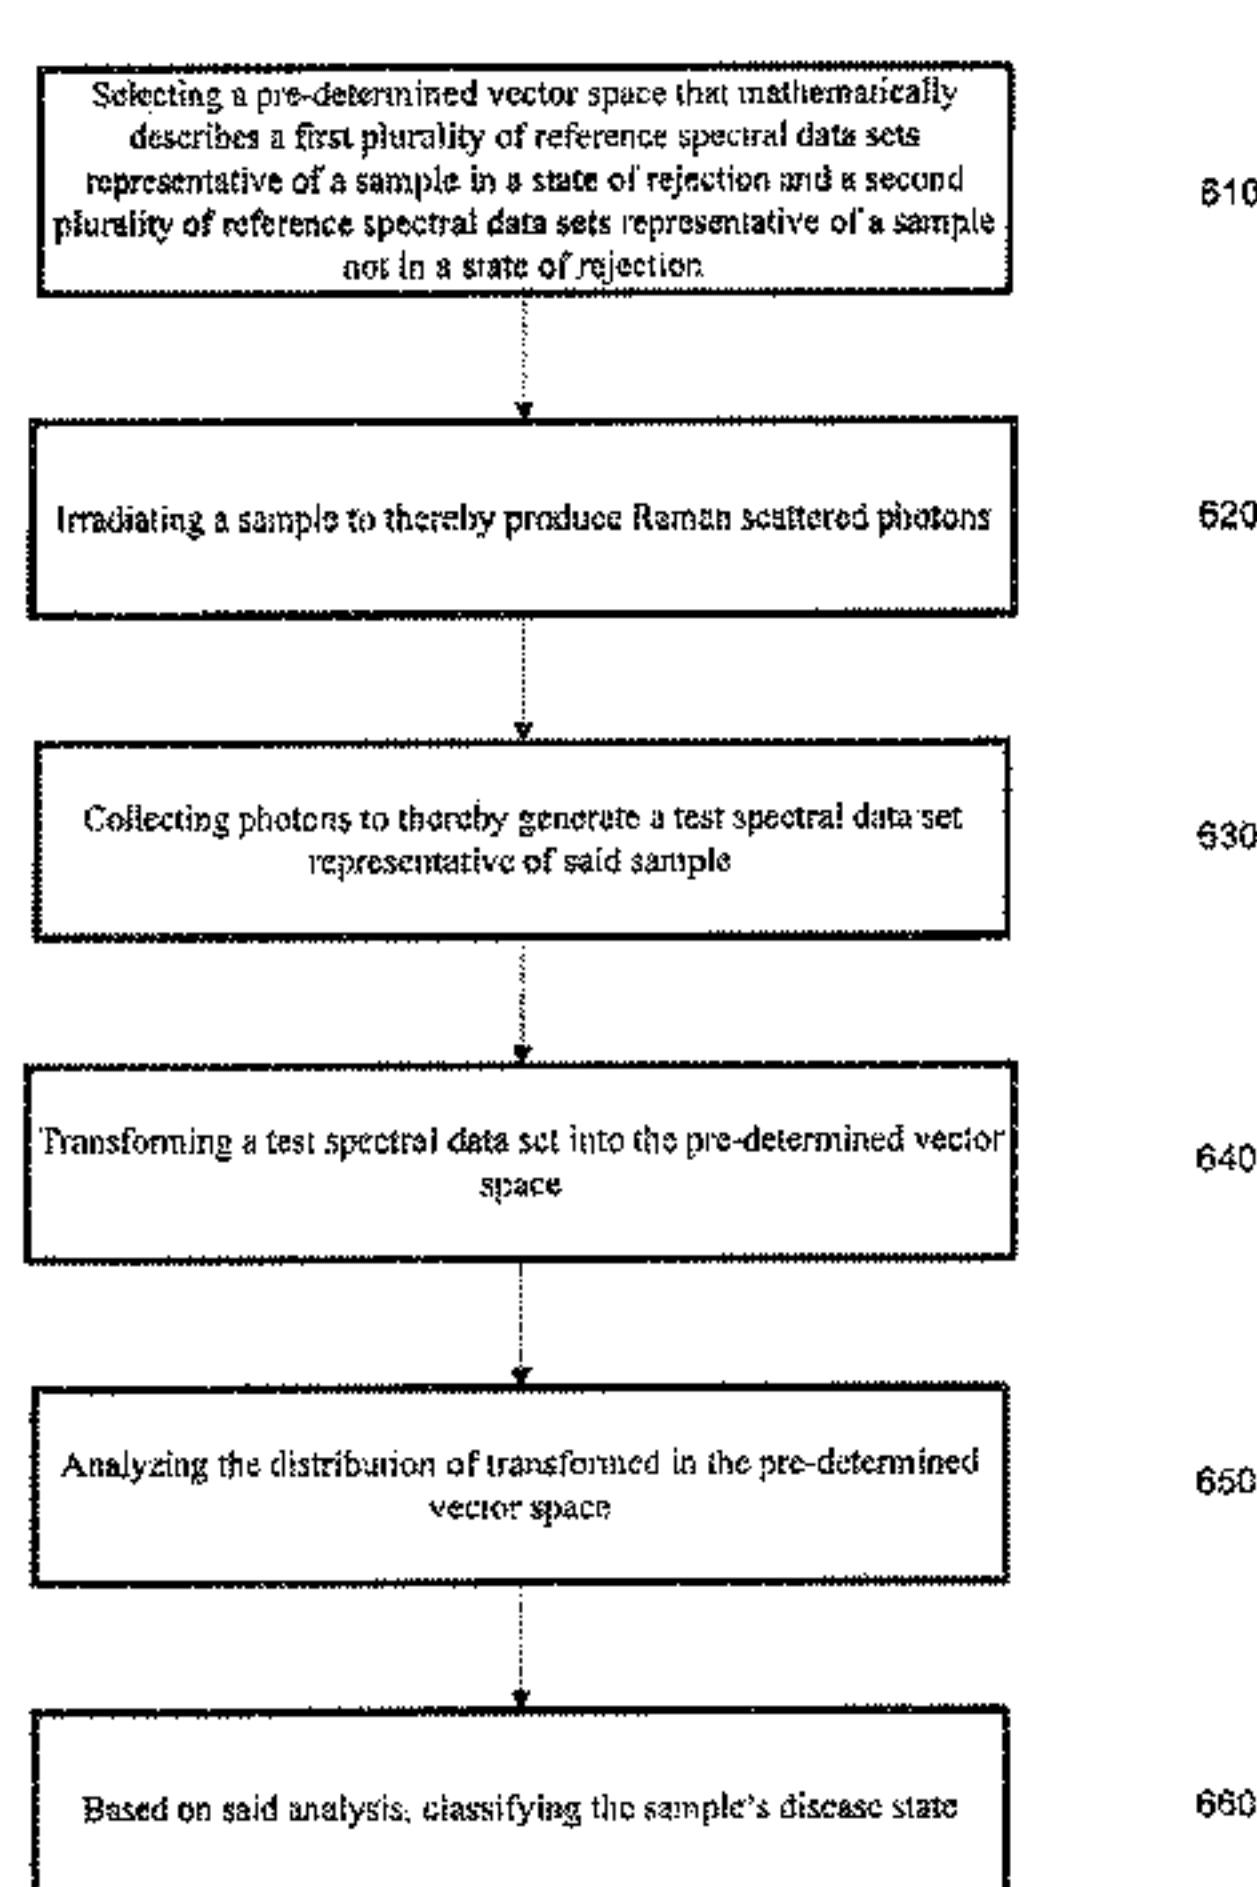 Selecting a pre-determined vector space that mathematically
describes a first plurality of reference spectral data sets
representative of a sample in a state of rejection and a second
plurality of reference spectral data sets representative of a sample
not in a state of rejection
610
Irradiating a sample to thereby produce Raman scattered photons
620
Collecting photons to thereby generate a test spectral data set
representative of said sample
630
Transforming a test spectral data set into the pre-determined vector
space
640
Analyzing the distribution of transformed in the pre-determined
vector space
650
Based on said analysis, classifying the sample's disease state
660